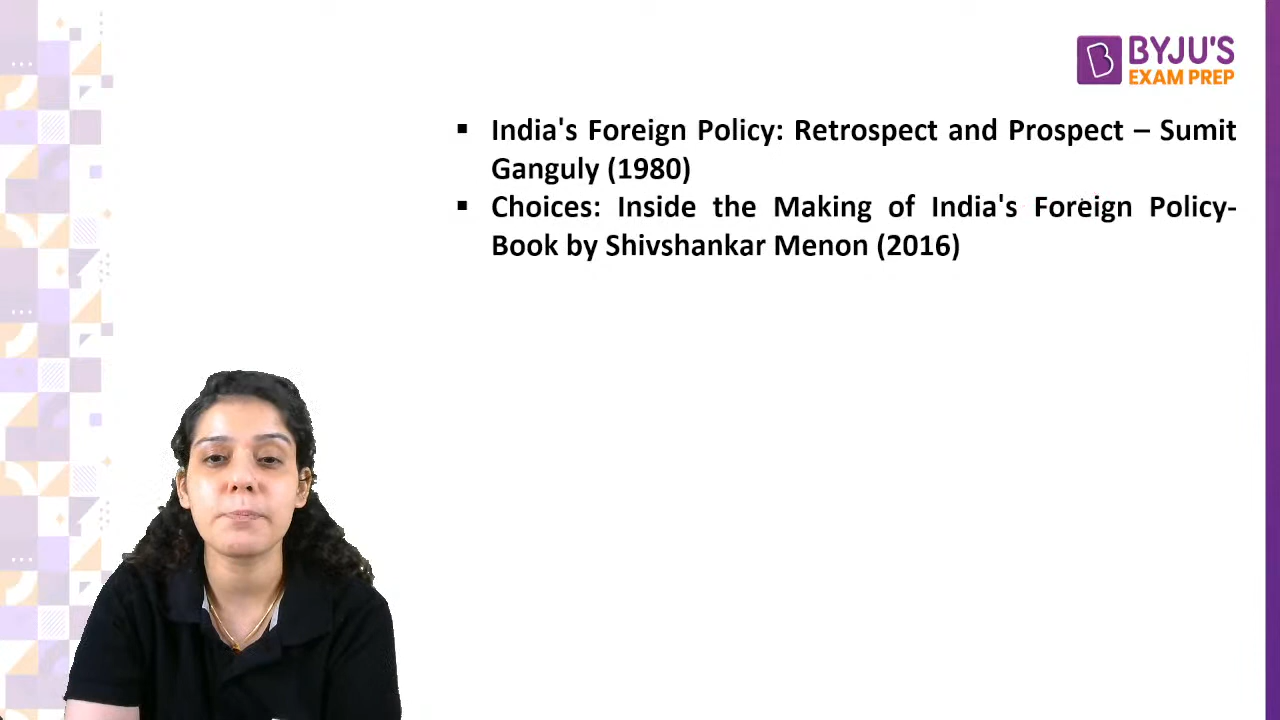 BYJU'S
EXAM PREP
▪ India's Foreign Policy: Retrospect and Prospect – Sumit
Ganguly (1980)
▪ Choices: Inside the Making of India's Foreign Policy-
Book by Shivshankar Menon (2016)